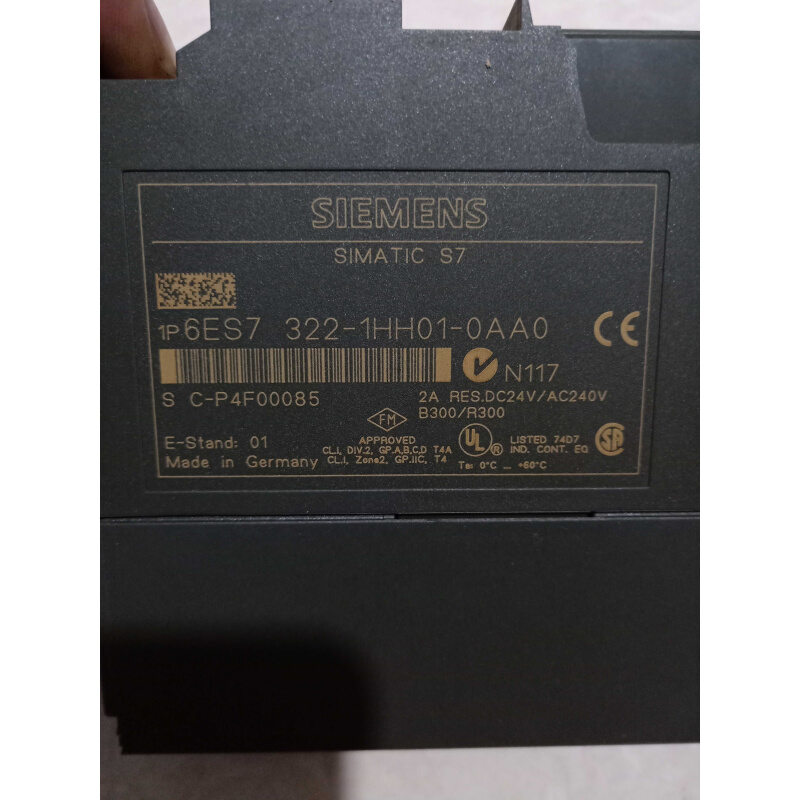 SIEMENS
SIMATIC S7
1P 6ES7 322-1HH01-0AA0
N117
S C-P4F00085
2A RES.DC24V/AC240V
B300/R300
FM
E-Stand: 01
APPROVED
CL.I, DIV.2, GP.A,B,C,D T4A
CL.I, Zone2, GP.IIC, T4
Made in Germany
UL
LISTED 74D7
IND. CONT. EQ
Ta: 0°C ... +60°C